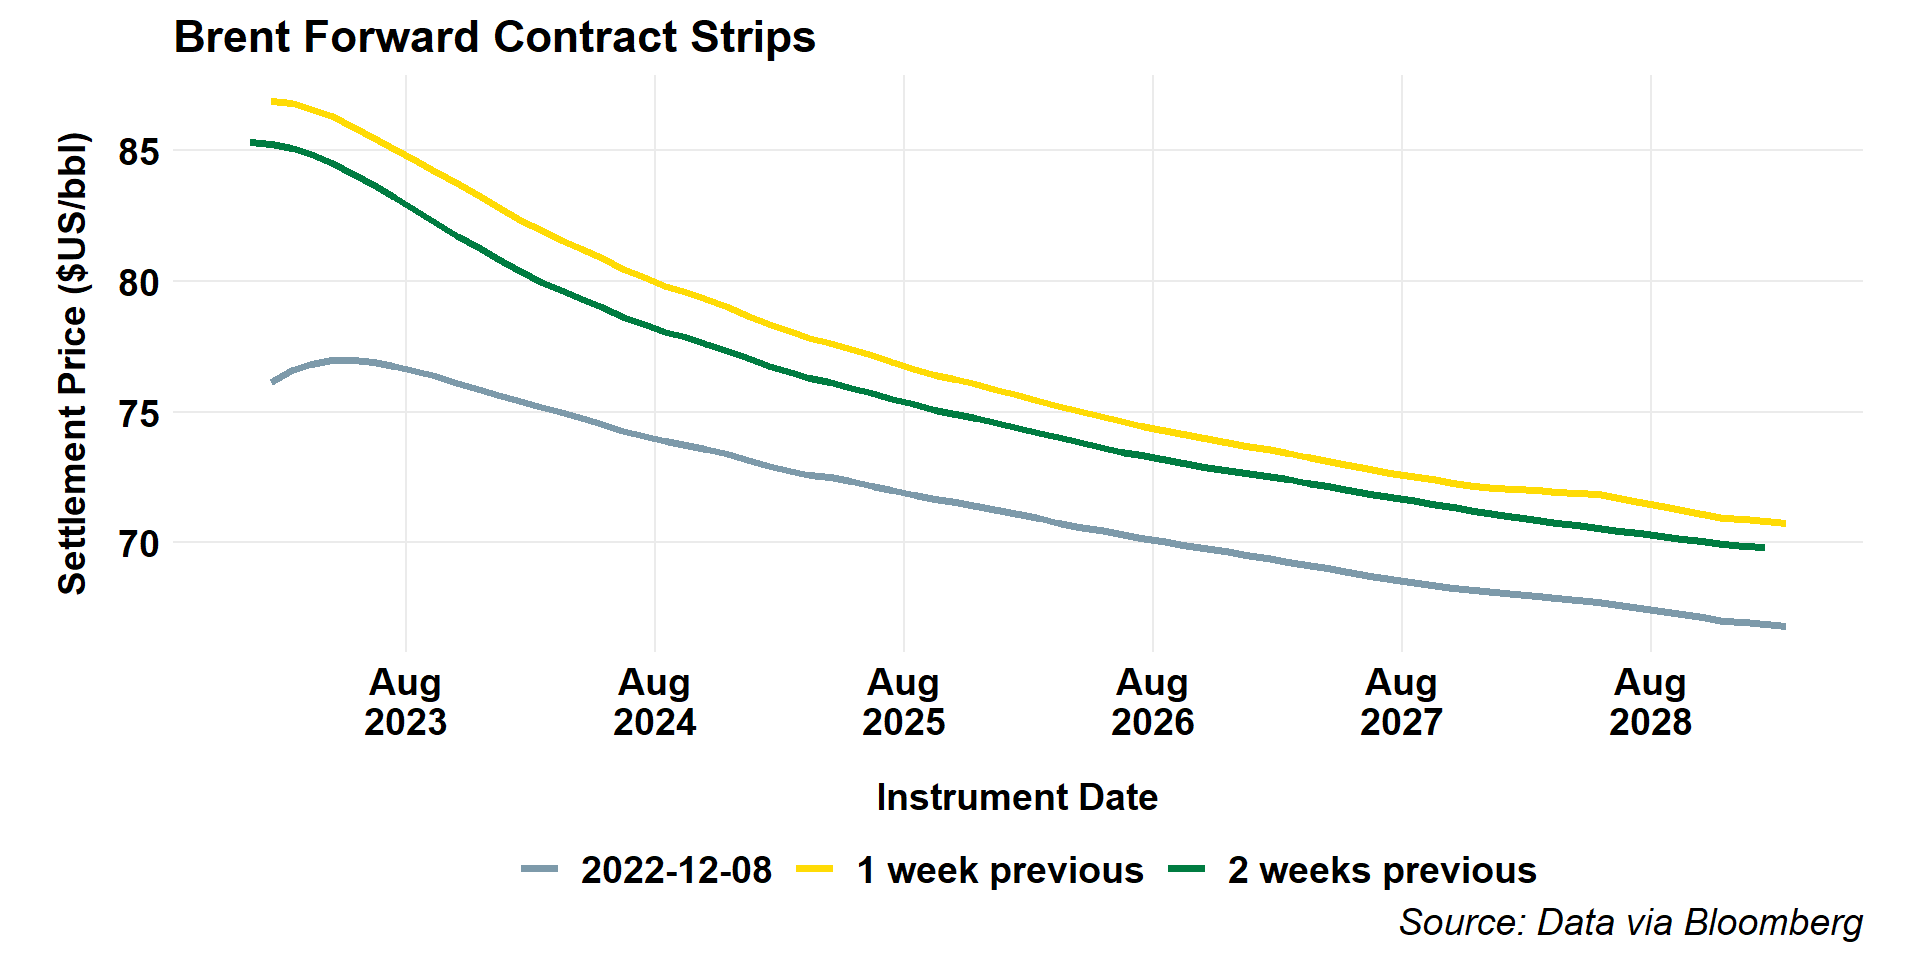 Brent Forward Contract Strips
Settlement Price ($US/bbl)
85
80
75
70
Aug Aug Aug Aug Aug Aug
2023 2024 2025 2026 2027 2028
Instrument Date
2022-12-08 1 week previous 2 weeks previous
Source: Data via Bloomberg